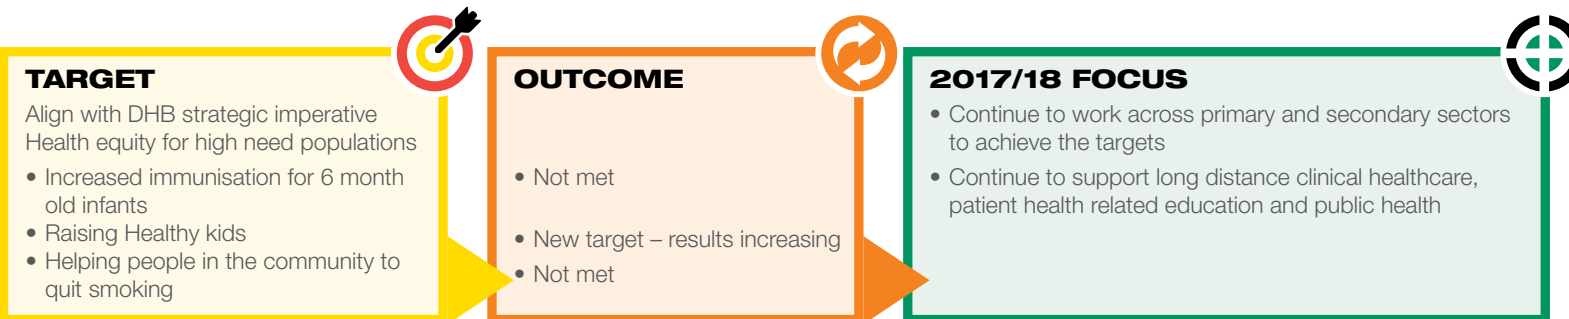 TARGET
Align with DHB strategic imperative
Health equity for high need populations
• Increased immunisation for 6 month
old infants
• Raising Healthy kids
• Helping people in the community to
quit smoking
OUTCOME
• Not met
• New target – results increasing
• Not met
2017/18 FOCUS
• Continue to work across primary and secondary sectors
to achieve the targets
• Continue to support long distance clinical healthcare,
patient health related education and public health